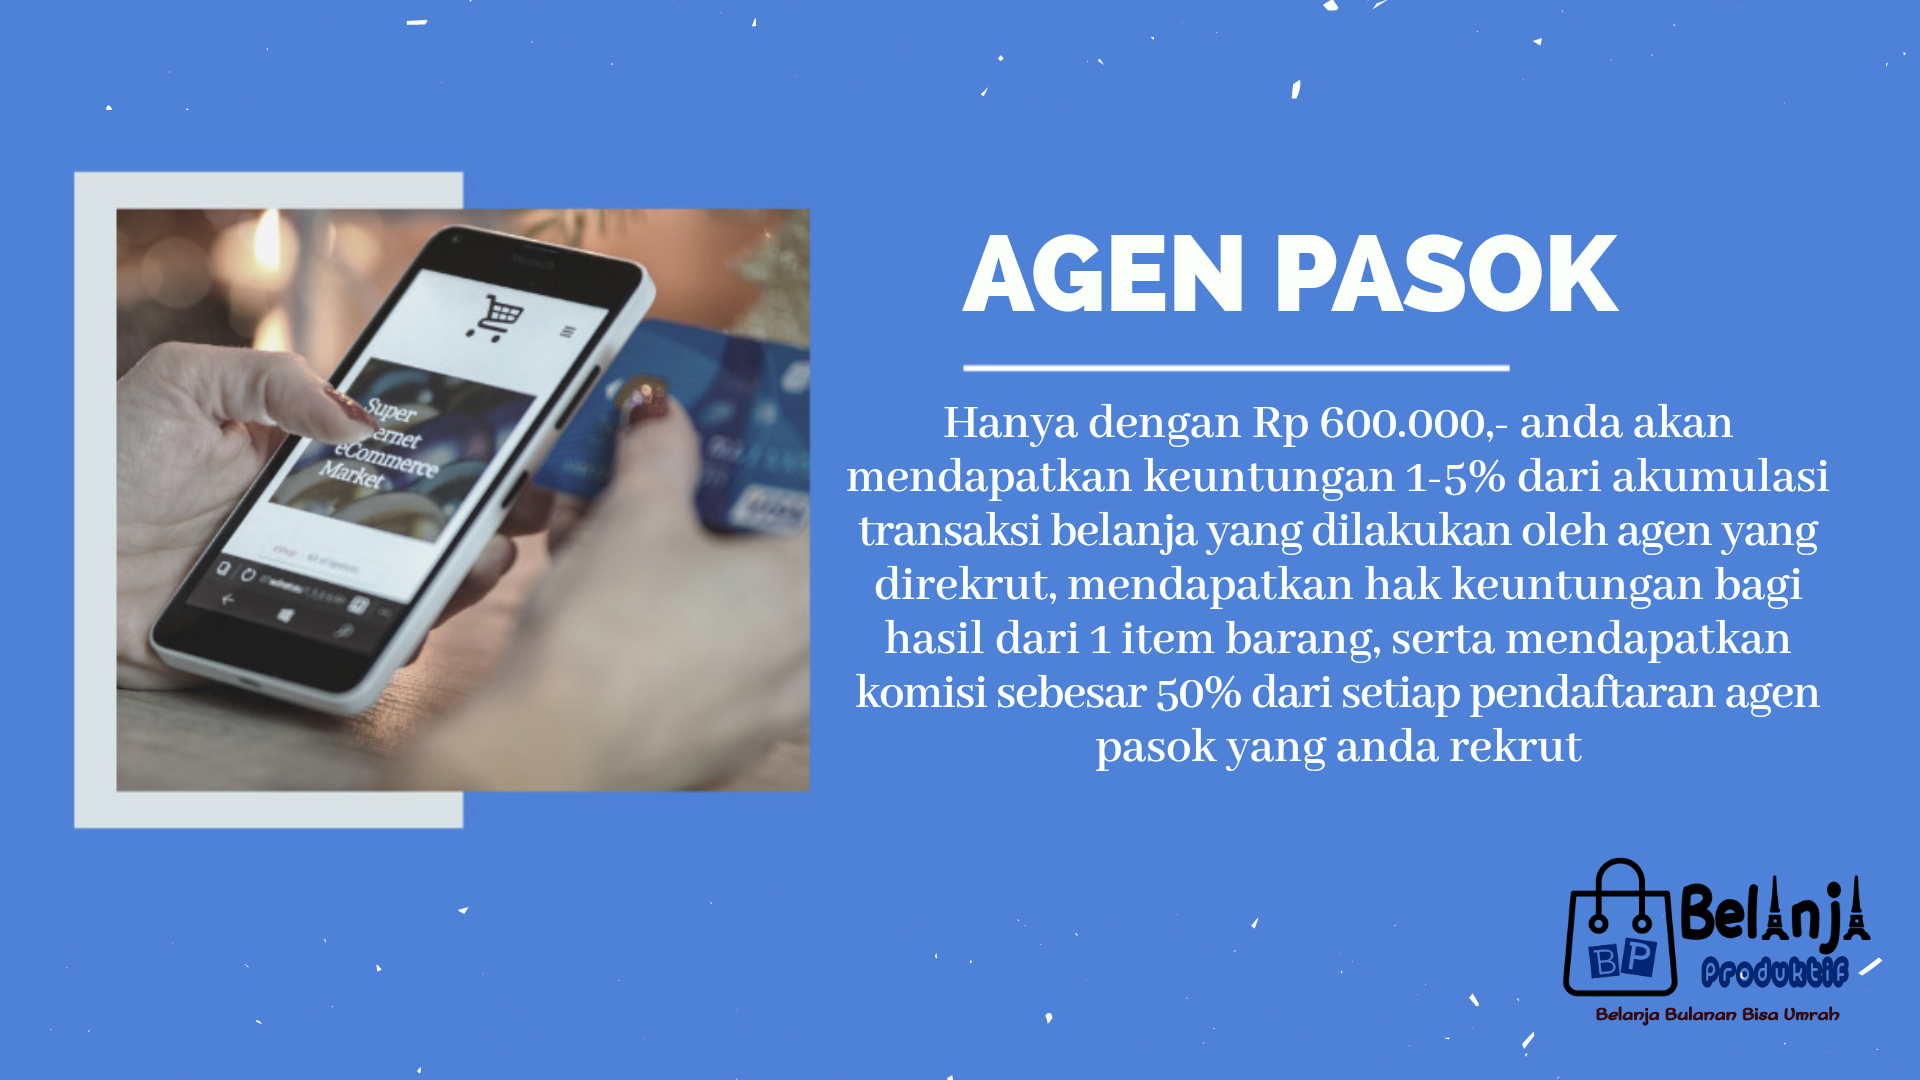 AGEN PASOK
Hanya dengan Rp 600.000,- anda akan
mendapatkan keuntungan 1-5% dari akumulasi
transaksi belanja yang dilakukan oleh agen yang
direkrut, mendapatkan hak keuntungan bagi
hasil dari 1 item barang, serta mendapatkan
komisi sebesar 50% dari setiap pendaftaran agen
pasok yang anda rekrut
Super
ernet
eCommerce
Market
BP
Belanja
Produktif
Belanja Bulanan Bisa Umrah